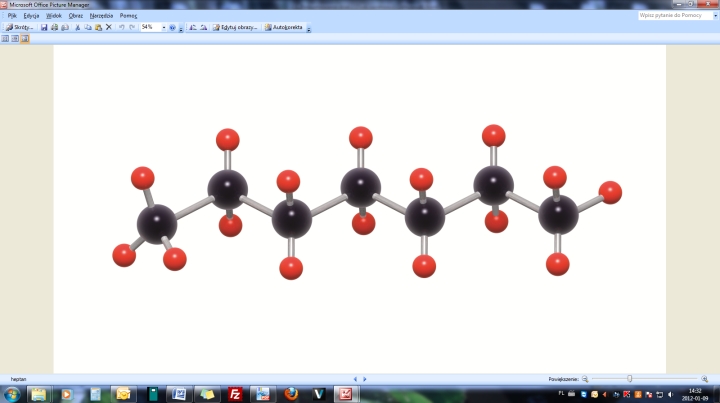 Microsoft Office Picture Manager
Plik Edycja Widok Obraz Narzędzia Pomoc
Wpisz pytanie do Pomocy
Skróty... 54% Edytuj obrazy... Autokorekta
heptan
Powiększenie:
PL
14:32
2012-01-09